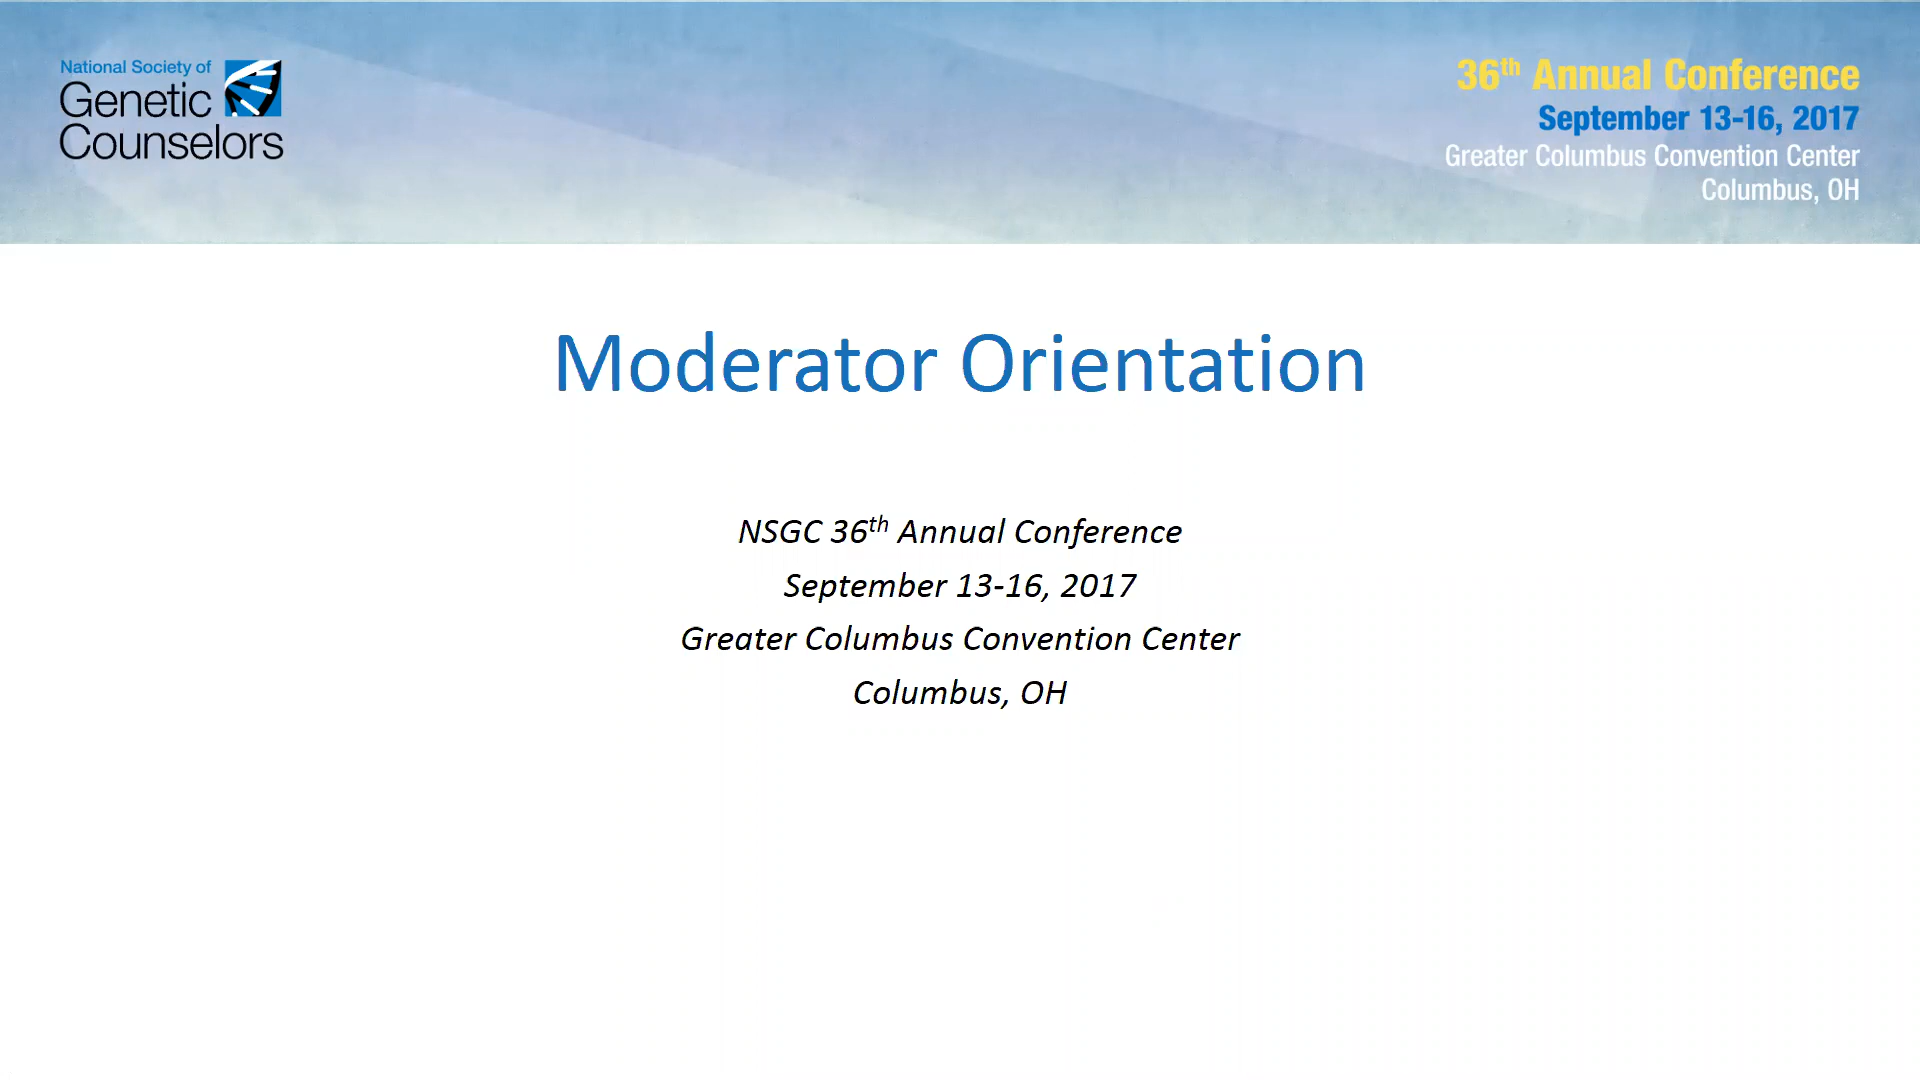 National Society of
Genetic
Counselors
36th Annual Conference
September 13-16, 2017
Greater Columbus Convention Center
Columbus, OH
Moderator Orientation
NSGC 36th Annual Conference
September 13-16, 2017
Greater Columbus Convention Center
Columbus, OH